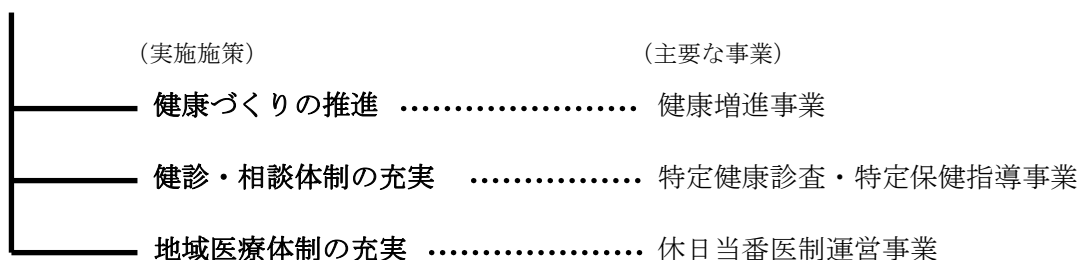 （実施施策） （主要な事業）
健康づくりの推進 …………………… 健康増進事業
健診・相談体制の充実 ……………… 特定健康診査・特定保健指導事業
地域医療体制の充実 ………………… 休日当番医制運営事業